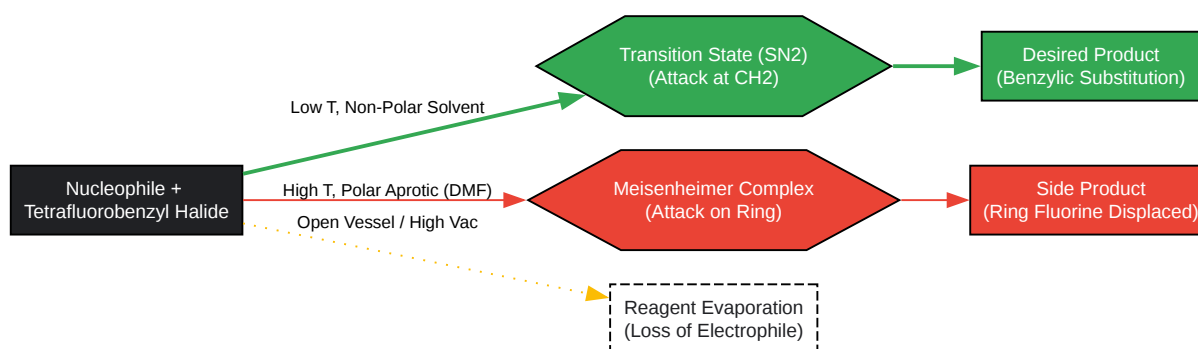 Transition State (SN2)
(Attack at CH2)
Desired Product
(Benzylic Substitution)
Low T, Non-Polar Solvent
Nucleophile +
Tetrafluorobenzyl Halide
High T, Polar Aprotic (DMF)
Meisenheimer Complex
(Attack on Ring)
Side Product
(Ring Fluorine Displaced)
Open Vessel / High Vac
Reagent Evaporation
(Loss of Electrophile)